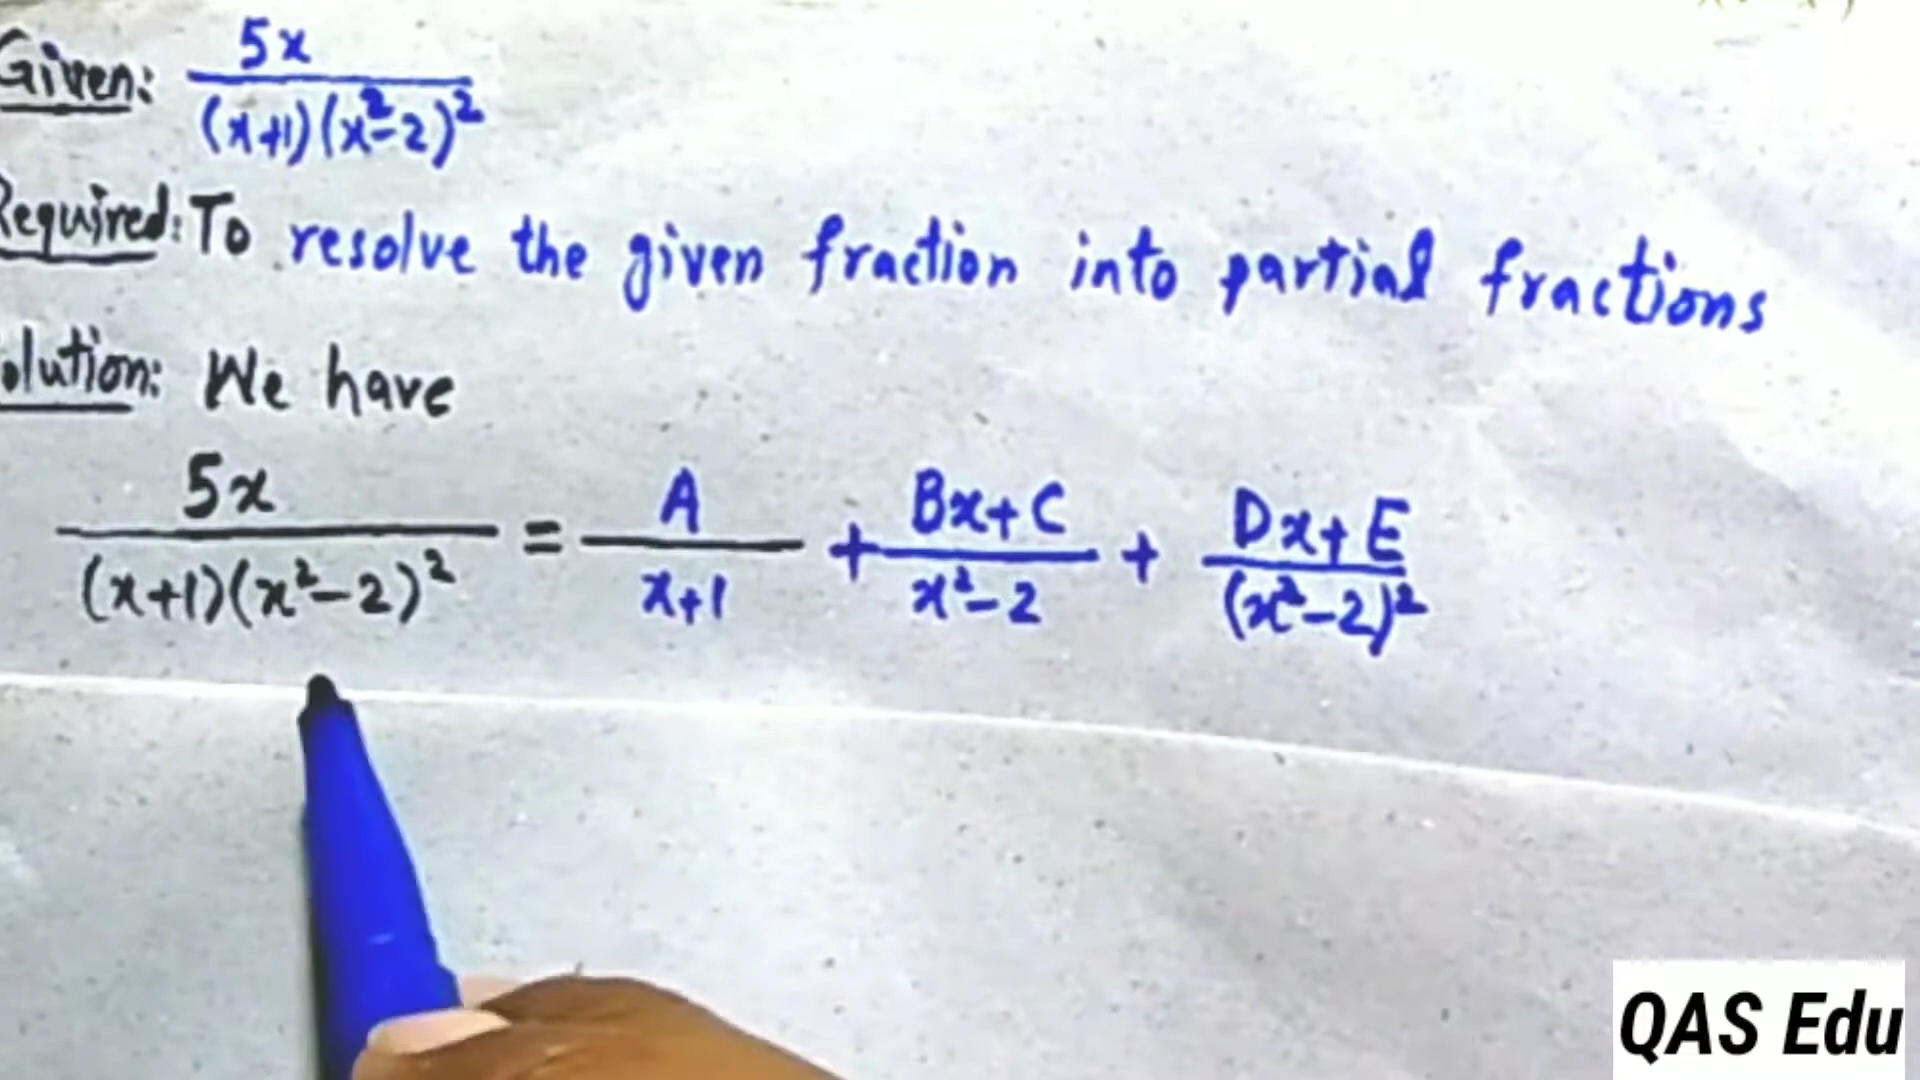 Given: 5x
(x+1)(x²-2)²
Required: To resolve the given fraction into partial fractions
olution: We have
5x / (x+1)(x²-2)² = A / x+1 + Bx+C / x²-2 + Dx+E / (x²-2)²
QAS Edu